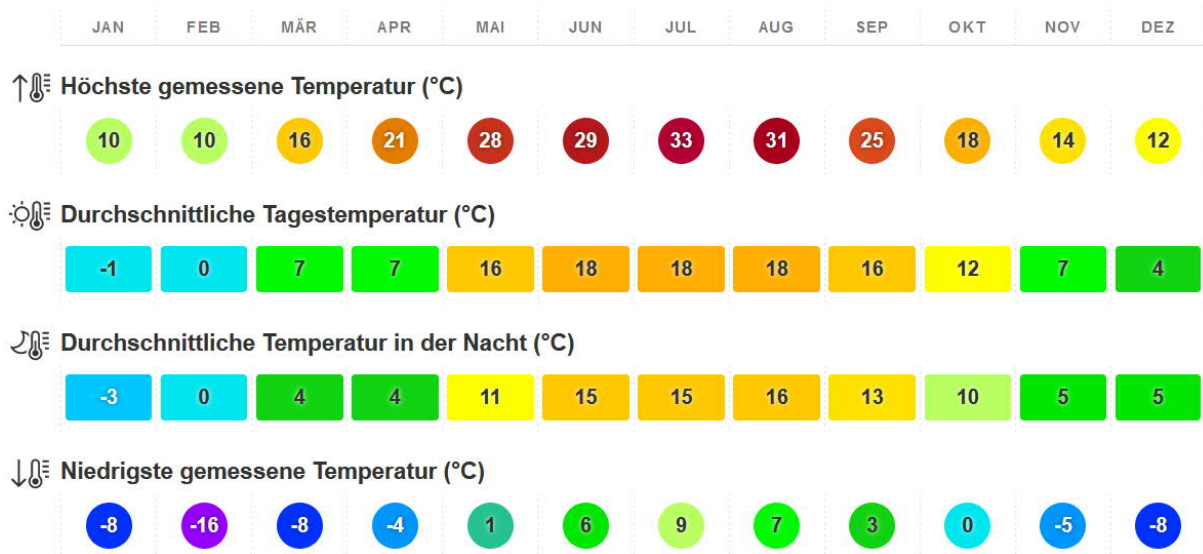 JAN FEB MÄR APR MAI JUN JUL AUG SEP OKT NOV DEZ
Höchste gemessene Temperatur (°C)
10 10 16 21 28 29 33 31 25 18 14 12
Durchschnittliche Tagestemperatur (°C)
-1 0 7 7 16 18 18 18 16 12 7 4
Durchschnittliche Temperatur in der Nacht (°C)
-3 0 4 4 11 15 15 16 13 10 5 5
Niedrigste gemessene Temperatur (°C)
-8 -16 -8 -4 1 6 9 7 3 0 -5 -8